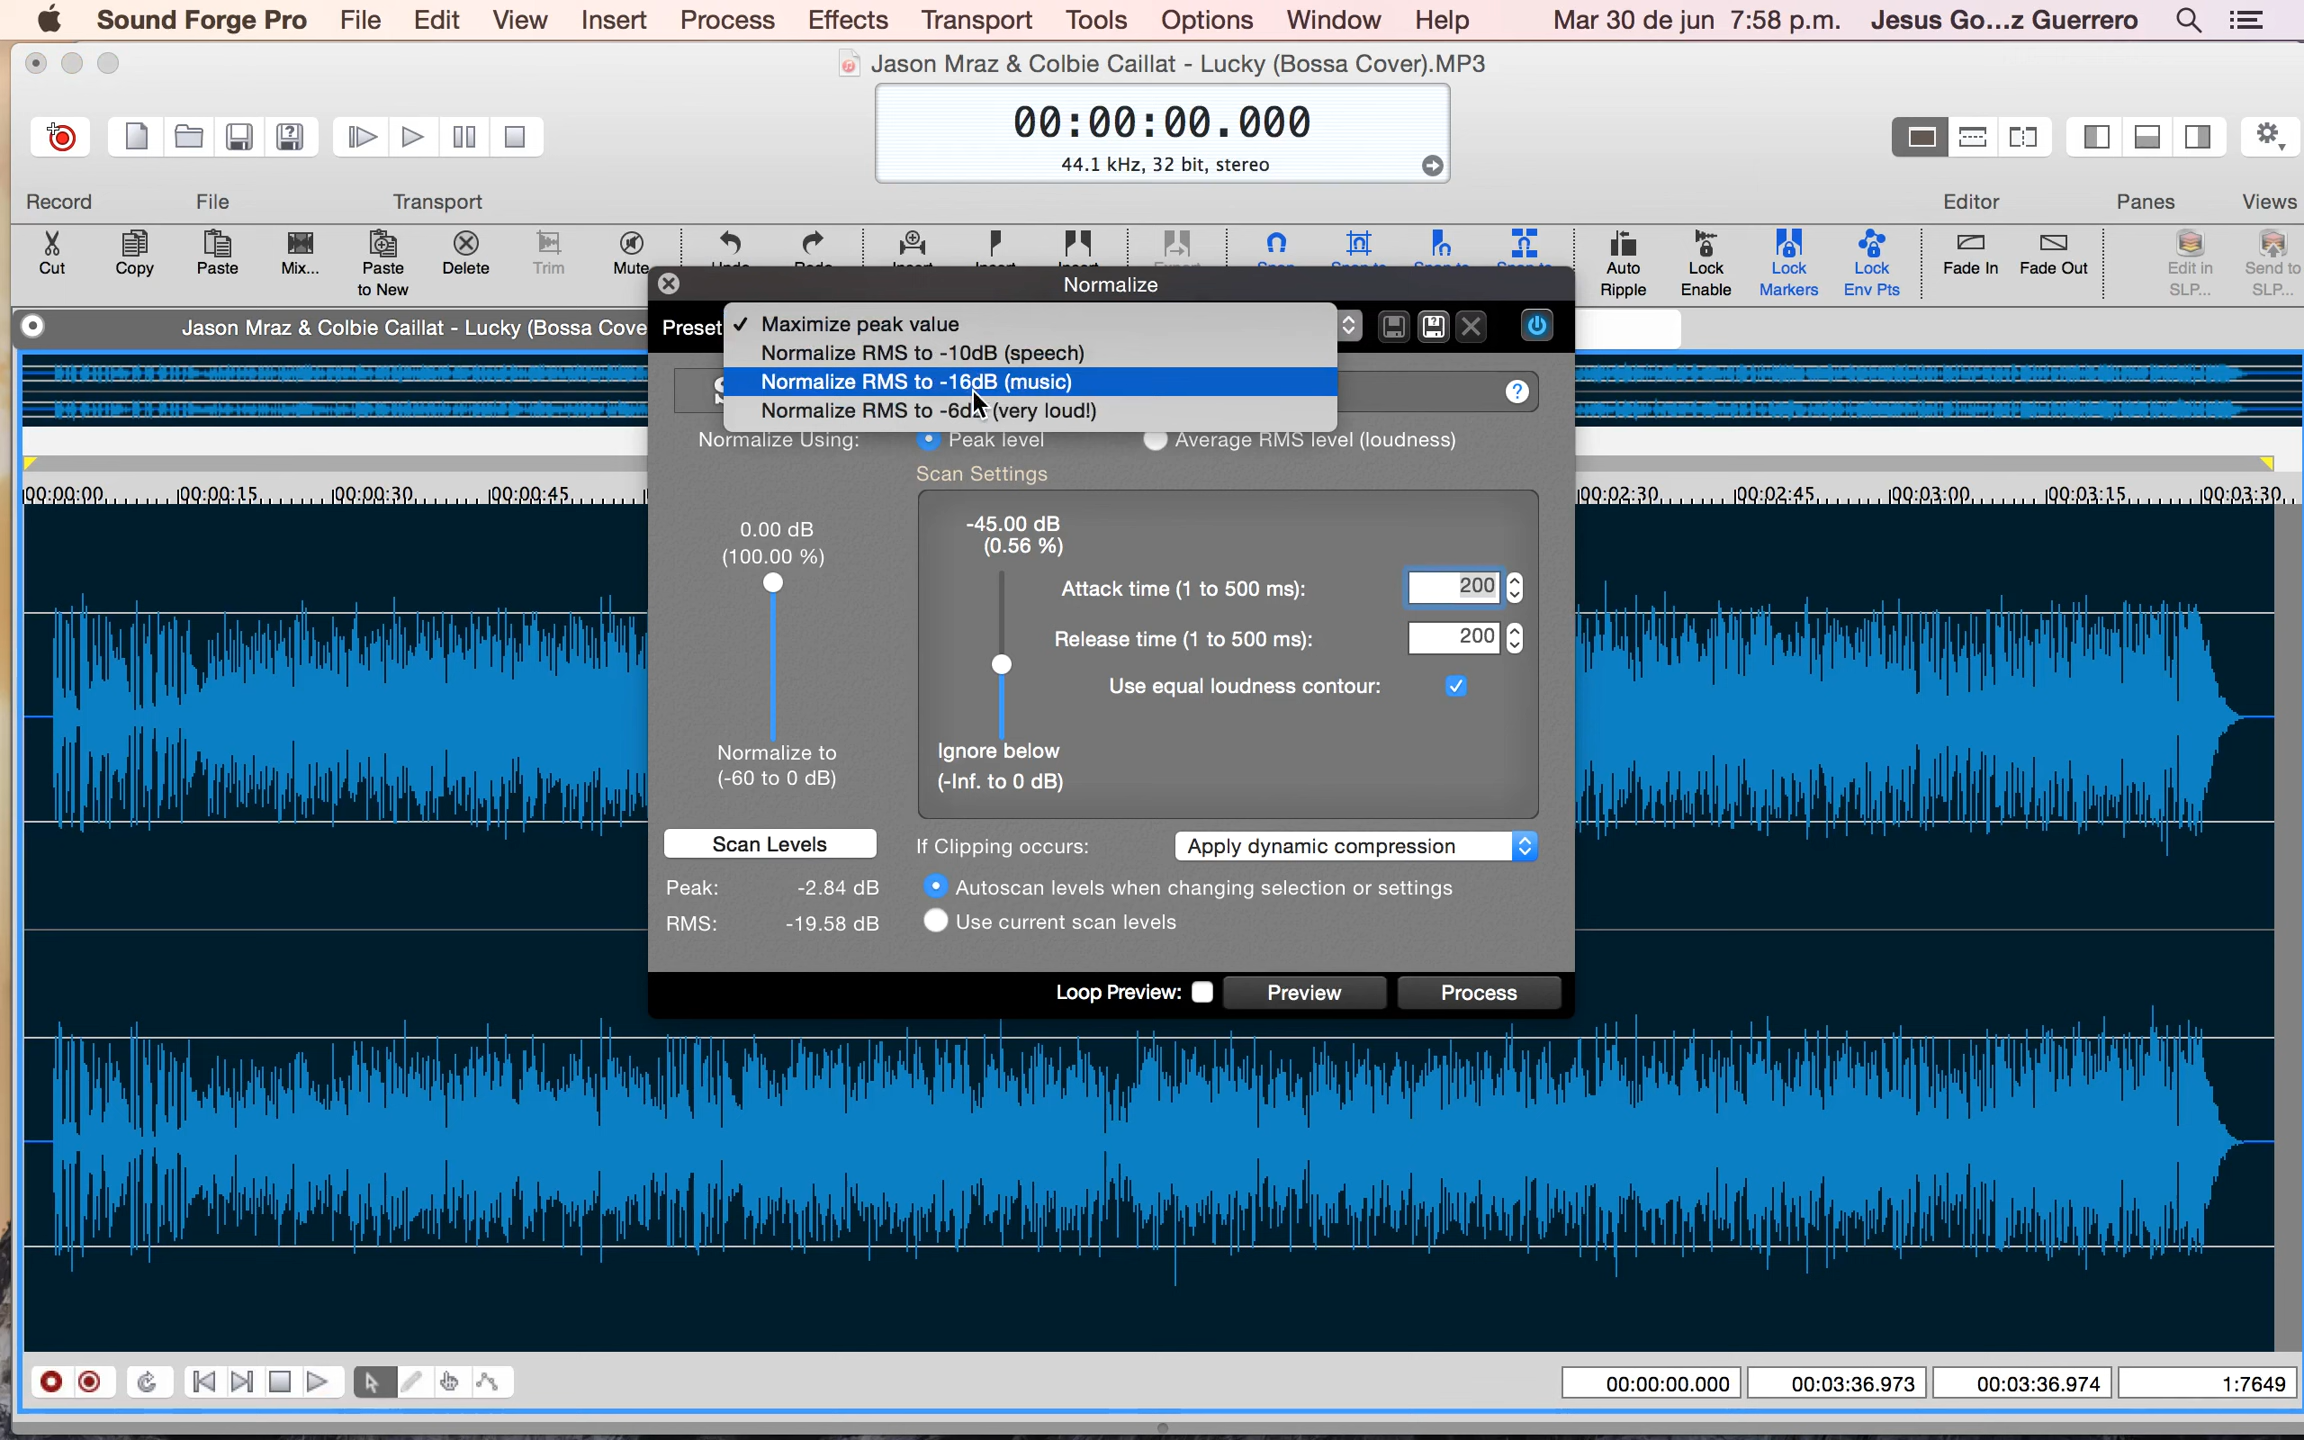 Sound Forge Pro File Edit View Insert Process Effects Transport Tools Options Window Help Mar 30 de jun 7:58 p.m. Jesus Go...z Guerrero
Jason Mraz & Colbie Caillat - Lucky (Bossa Cover).MP3
00:00:00.000
44.1 kHz, 32 bit, stereo
Record File Transport Editor Panes Views
Cut Copy Paste Mix... Paste to New Delete Trim Mute Auto Ripple Lock Enable Lock Markers Lock Env Pts Fade In Fade Out Edit in SLP... Send to SLP...
Normalize
Jason Mraz & Colbie Caillat - Lucky (Bossa Cove
Preset
✓ Maximize peak value
Normalize RMS to -10dB (speech)
Normalize RMS to -16dB (music)
Normalize RMS to -6d (very loud!)
?
Normalize Using: Peak level Average RMS level (loudness)
Scan Settings
00:00:00 00:00:15 00:00:30 00:00:45 00:02:30 00:02:45 00:03:00 00:03:15 00:03:30
0.00 dB
(100.00 %)
-45.00 dB
(0.56 %)
Attack time (1 to 500 ms): 200
Release time (1 to 500 ms): 200
Use equal loudness contour:
Normalize to
(-60 to 0 dB)
Ignore below
(-Inf. to 0 dB)
Scan Levels
If Clipping occurs: Apply dynamic compression
Peak: -2.84 dB
Autoscan levels when changing selection or settings
RMS: -19.58 dB
Use current scan levels
Loop Preview: Preview Process
00:00:00.000 00:03:36.973 00:03:36.974 1:7649